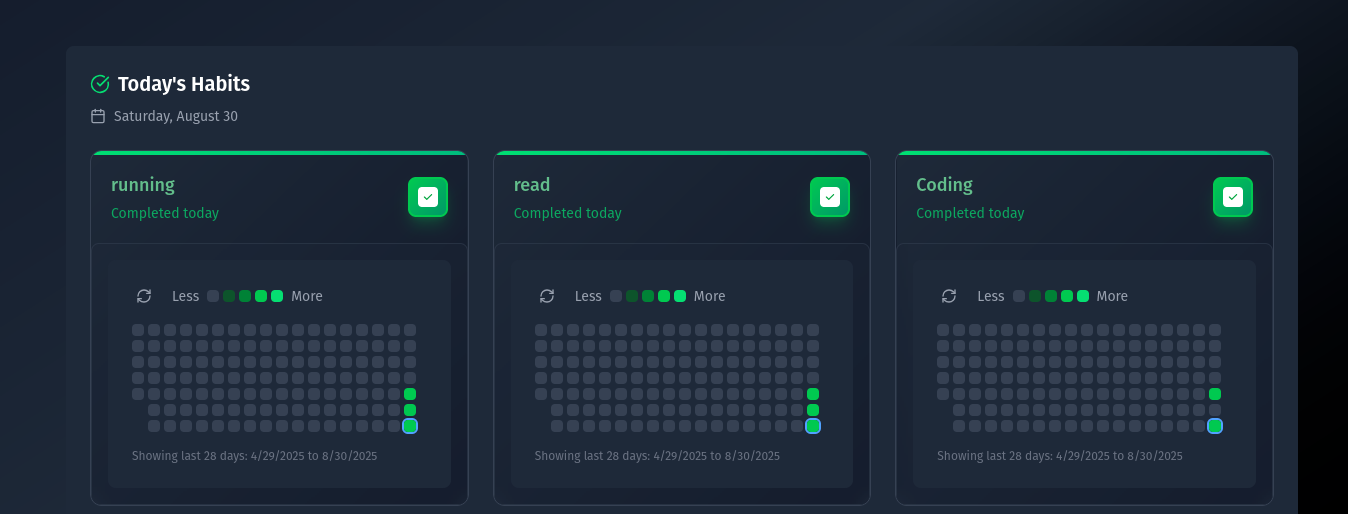 Today's Habits
Saturday, August 30
running
Completed today
Less More
Showing last 28 days: 4/29/2025 to 8/30/2025
read
Completed today
Less More
Showing last 28 days: 4/29/2025 to 8/30/2025
Coding
Completed today
Less More
Showing last 28 days: 4/29/2025 to 8/30/2025